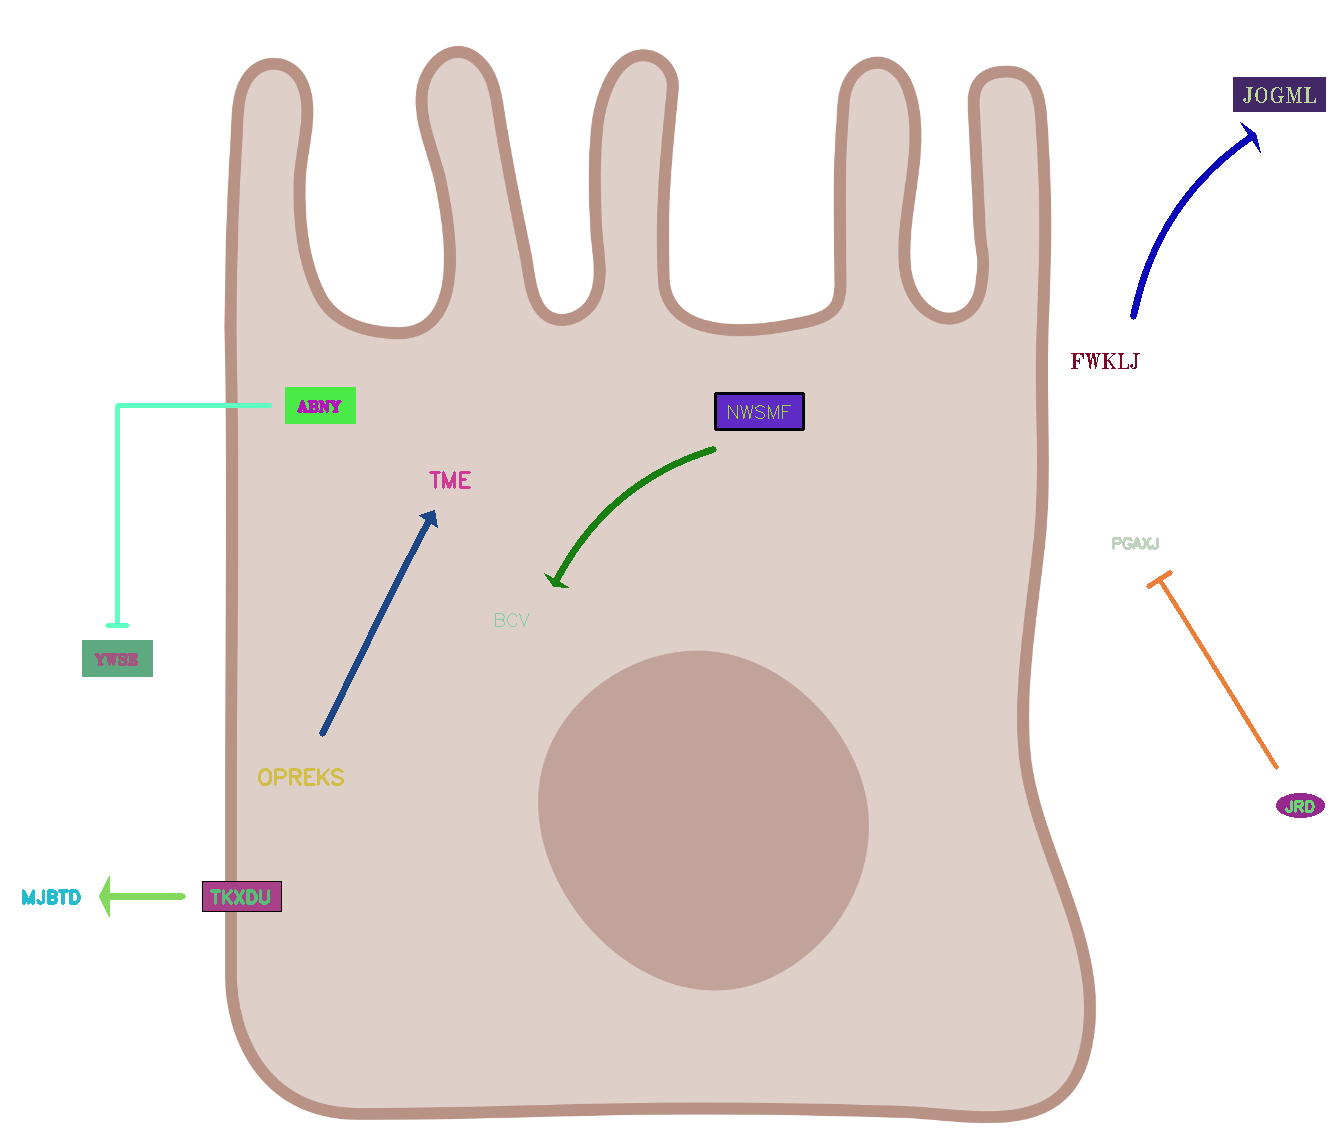 JOGML
FWKLJ
ABNY
NWSMF
TME
PGAXJ
BCV
YWSE
OPREKS
JRD
MJBTD
TKXDU